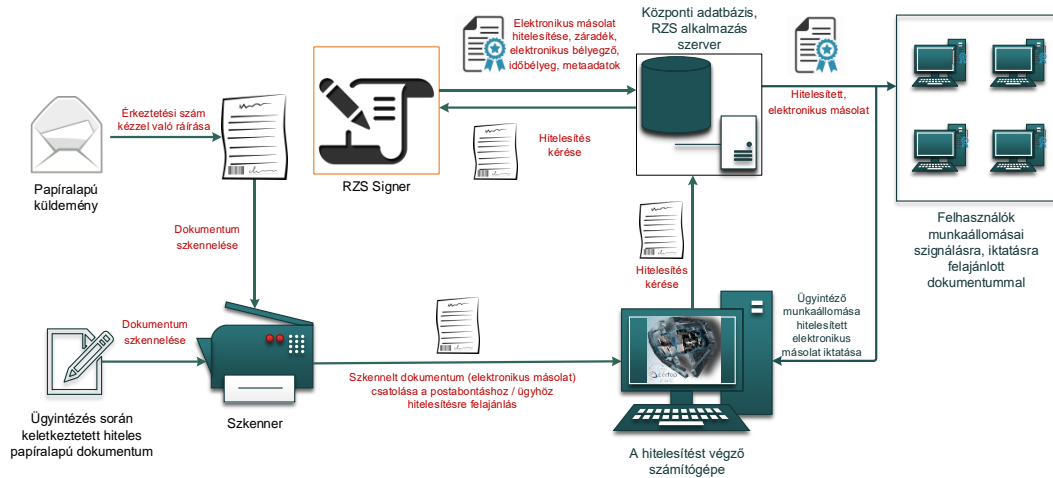 Elektronikus másolat
hitelesítése, záradék,
elektronikus bélyegző,
időbélyeg, metaadatok
Központi adatbázis,
RZS alkalmazás
szerver
Érkeztetési szám
kézzel való ráírása
Hitelesítés
kérése
Hitelesített,
elektronikus másolat
Papíralapú
küldemény
RZS Signer
Felhasználók
munkaállomásai
szignálásra, iktatásra
felajánlott
dokumentummal
Dokumentum
szkennelése
Hitelesítés
kérése
Dokumentum
szkennelése
Ügyintéző
munkaállomása
hitelesített
elektronikus
másolat iktatása
Szkennelt dokumentum (elektronikus másolat)
csatolása a postabontáshoz / ügyhöz
hitelesítésre felajánlás
Ügyintézés során
keletkeztetett hiteles
papíralapú dokumentum
Szkenner
A hitelesítést végző
számítógépe